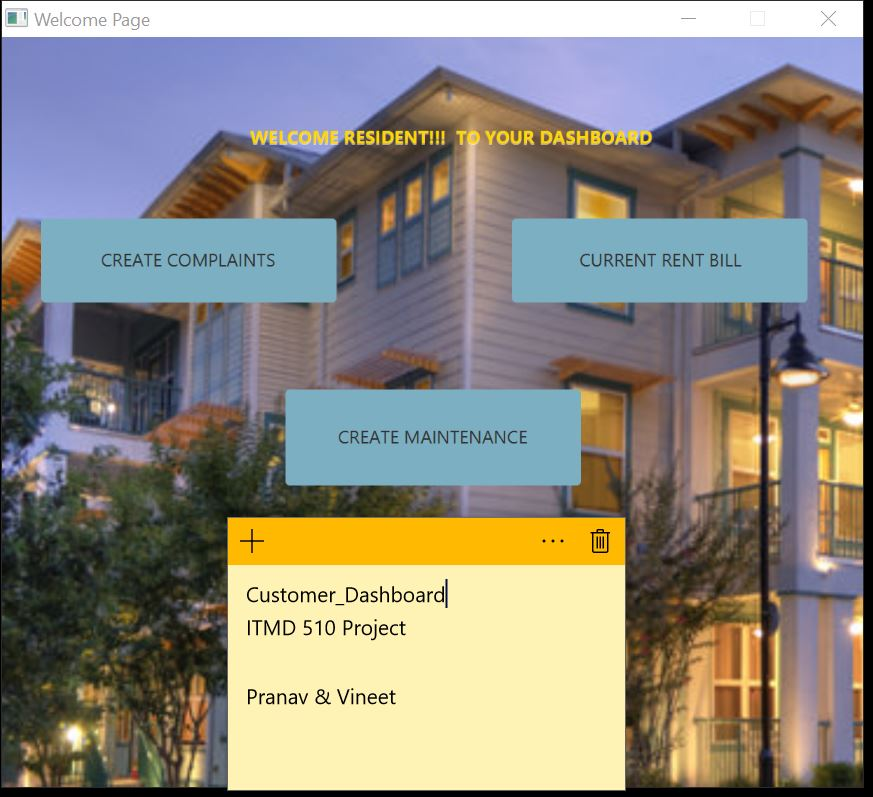 Welcome Page
WELCOME RESIDENT!!!  TO YOUR DASHBOARD
CREATE COMPLAINTS
CURRENT RENT BILL
CREATE MAINTENANCE
Customer_Dashboard
ITMD 510 Project
Pranav & Vineet